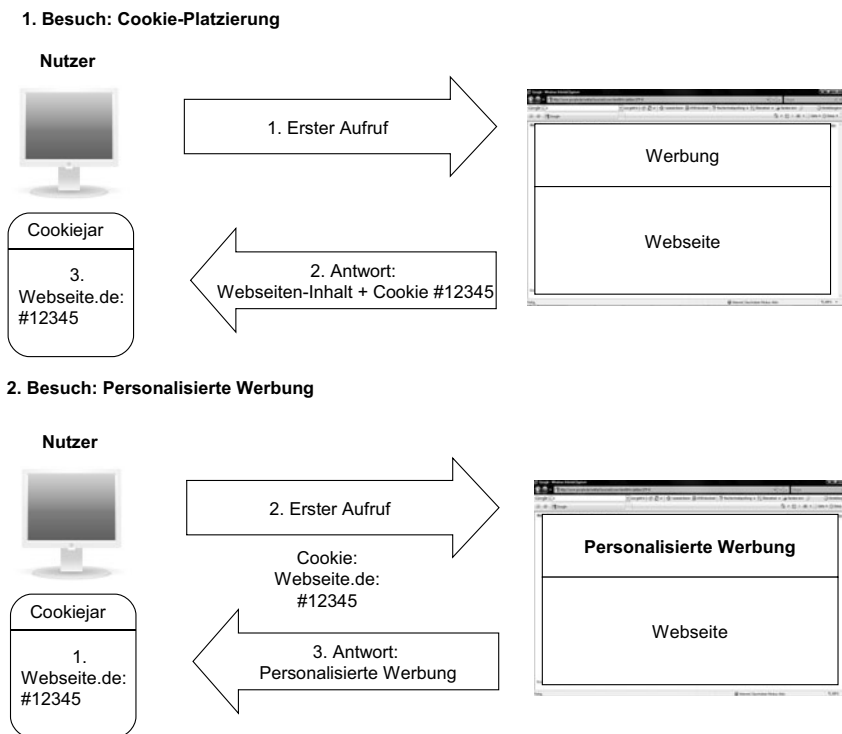 1. Besuch: Cookie-Platzierung
Nutzer
1. Erster Aufruf
Werbung
Webseite
Cookiejar
3.
Webseite.de:
#12345
2. Antwort:
Webseiten-Inhalt + Cookie #12345
2. Besuch: Personalisierte Werbung
Nutzer
2. Erster Aufruf
Cookie:
Webseite.de:
#12345
Personalisierte Werbung
Webseite
Cookiejar
1.
Webseite.de:
#12345
3. Antwort:
Personalisierte Werbung